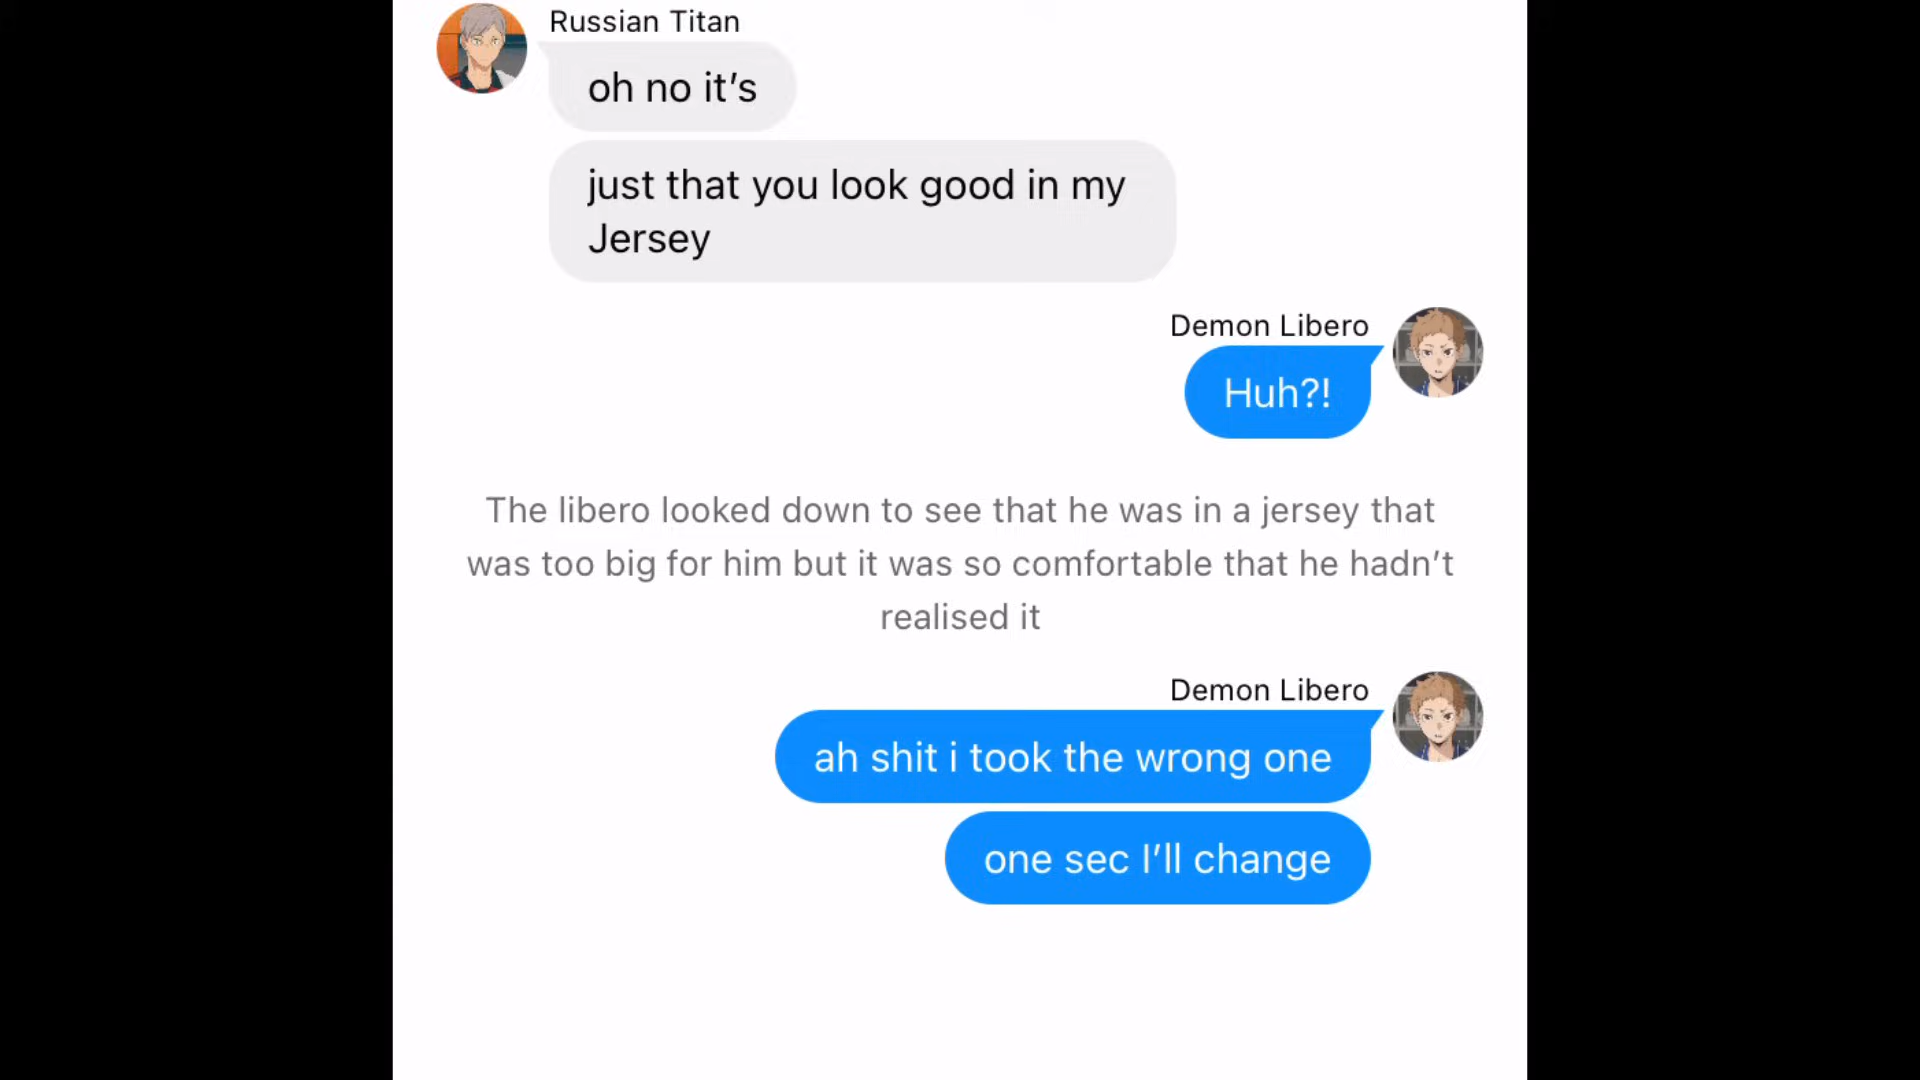 Russian Titan
oh no it’s
just that you look good in my
Jersey
Demon Libero
Huh?!
The libero looked down to see that he was in a jersey that
was too big for him but it was so comfortable that he hadn’t
realised it
Demon Libero
ah shit i took the wrong one
one sec I’ll change